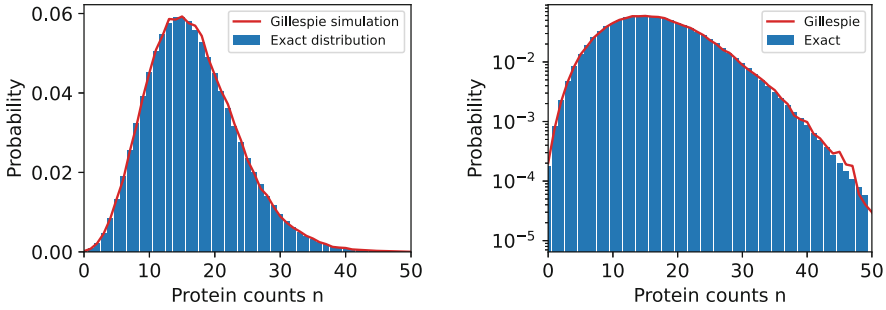 0.06
0.04
0.02
0.00
Probability
Gillespie simulation
Exact distribution
0
10
20
30
40
50
Protein counts n
10⁻²
10⁻³
10⁻⁴
10⁻⁵
Probability
Gillespie
Exact
0
10
20
30
40
50
Protein counts n